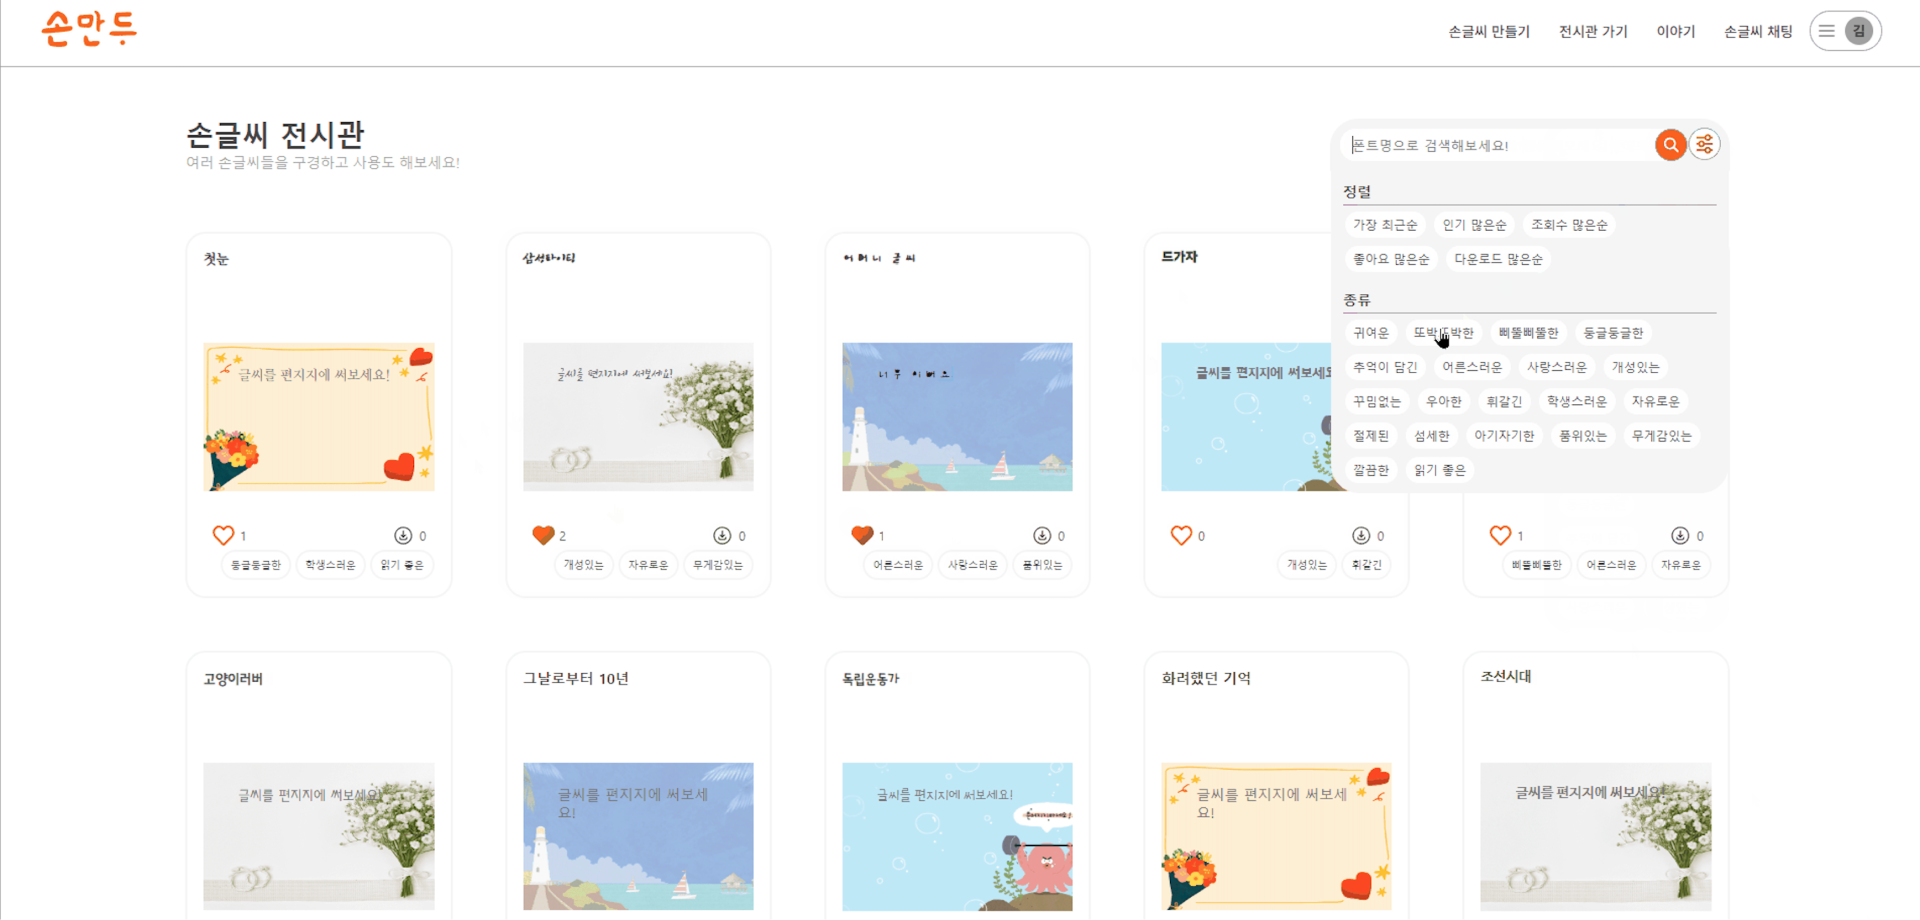 손만두
손글씨 만들기 전시관 가기 이야기 손글씨 채팅 김
손글씨 전시관
여러 손글씨들을 구경하고 사용도 해보세요!
폰트명으로 검색해보세요!
정렬
가장 최근순 인기 많은순 조회수 많은순
좋아요 많은순 다운로드 많은순
종류
귀여운 또박또박한 삐뚤삐뚤한 둥글둥글한
추억이 담긴 어른스러운 사랑스러운 개성있는
꾸밈없는 우아한 휘갈긴 학생스러운 자유로운
절제된 섬세한 아기자기한 품위있는 무게감있는
깔끔한 읽기 좋은
첫눈
글씨를 편지지에 써보세요!
1 0
둥글둥글한 학생스러운 읽기 좋은
삼성타이틱
글씨를 편지지에 써보세요!
2 0
개성있는 자유로운 무게감있는
어머니 글씨
너무 이뻐요
1 0
어른스러운 사랑스러운 품위있는
드가자
글씨를 편지지에 써보세요
0 0
개성있는 휘갈긴
1 0
삐뚤삐뚤한 어른스러운 자유로운
고양이러버
글씨를 편지지에 써보세요!
그날로부터 10년
글씨를 편지지에 써보세
요!
독립운동가
글씨를 편지지에 써보세요!
화려했던 기억
글씨를 편지지에 써보세
요!
조선시대
글씨를 편지지에 써보세요!